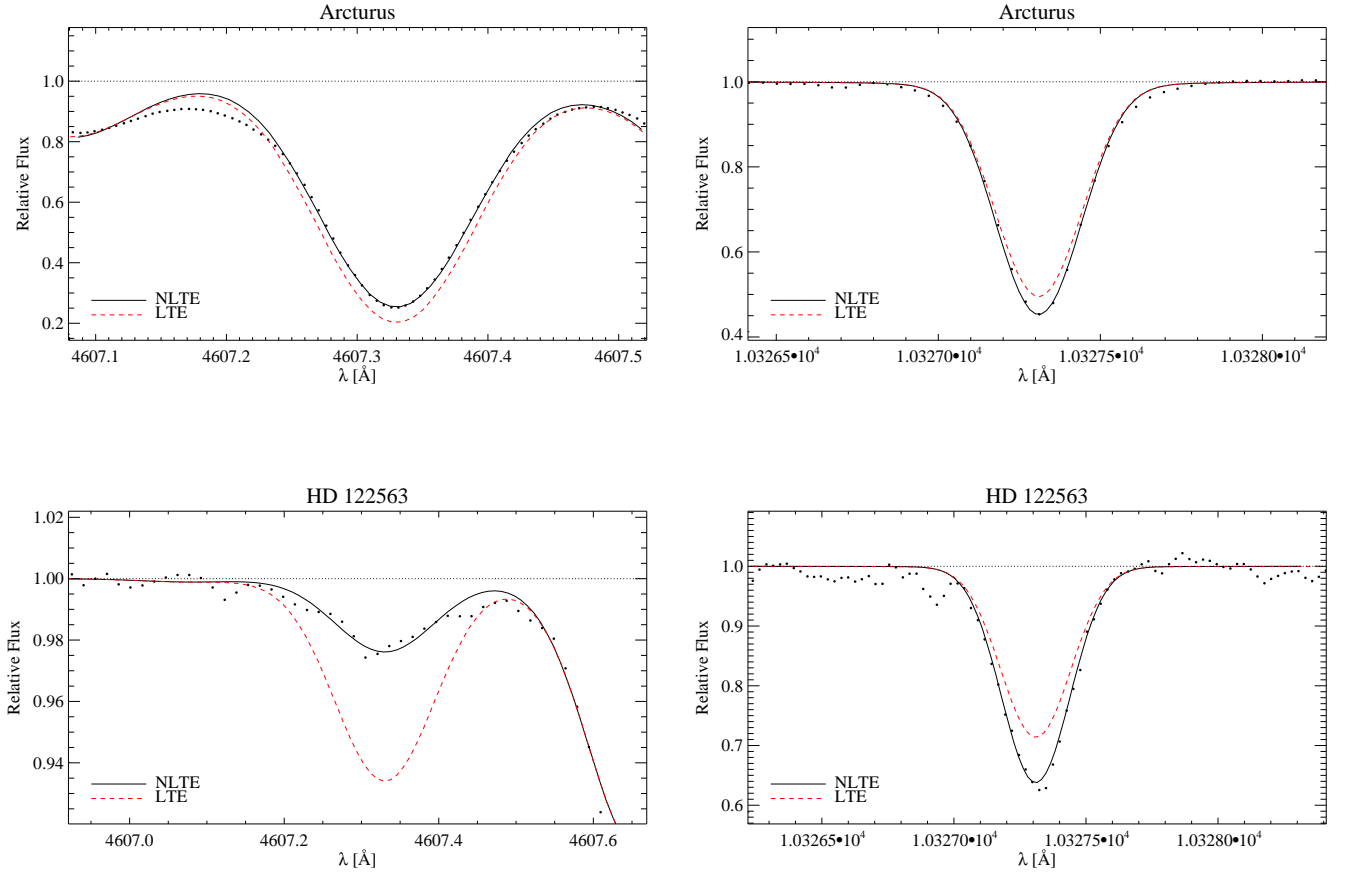 Arcturus
Relative Flux
1.0
0.8
0.6
0.4
0.2
NLTE
LTE
4607.1 4607.2 4607.3 4607.4 4607.5
λ [Å]
Arcturus
Relative Flux
1.0
0.8
0.6
0.4
NLTE
LTE
1.03265•10⁴ 1.03270•10⁴ 1.03275•10⁴ 1.03280•10⁴
λ [Å]
HD 122563
Relative Flux
1.02
1.00
0.98
0.96
0.94
NLTE
LTE
4607.0 4607.2 4607.4 4607.6
λ [Å]
HD 122563
Relative Flux
1.0
0.9
0.8
0.7
0.6
NLTE
LTE
1.03265•10⁴ 1.03270•10⁴ 1.03275•10⁴ 1.03280•10⁴
λ [Å]